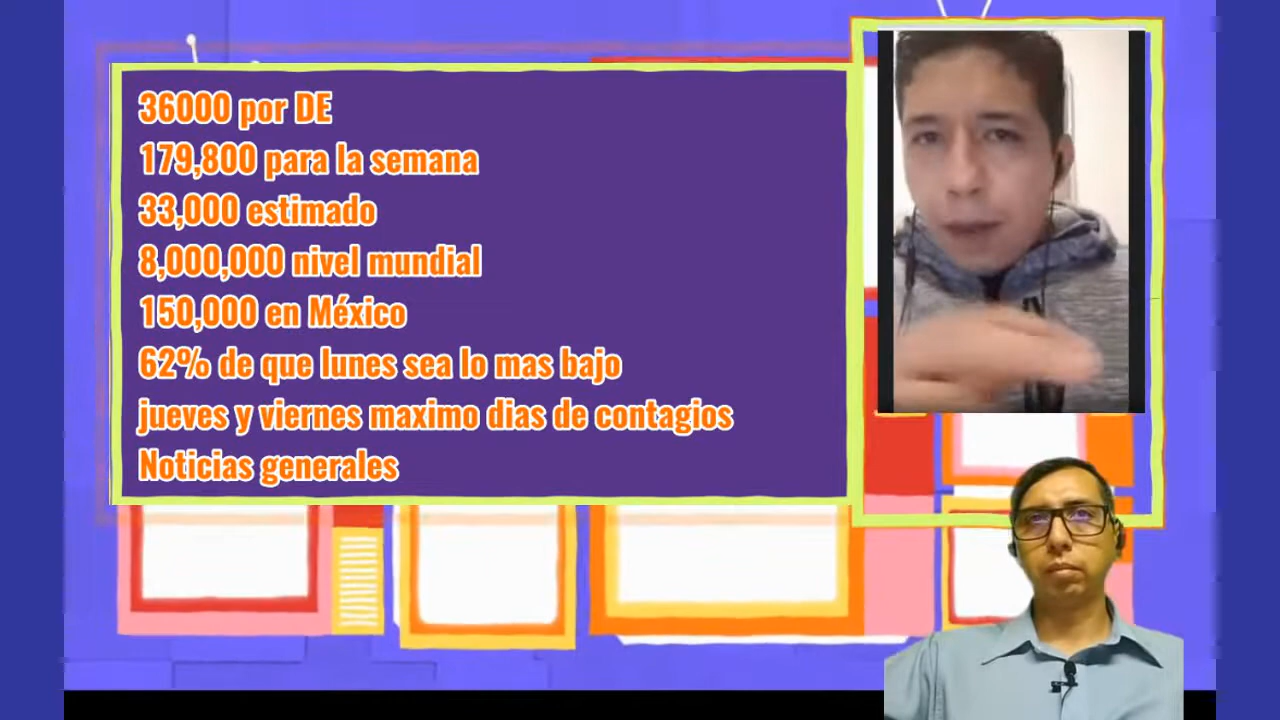 36000 por DE
179,800 para la semana
33,000 estimado
8,000,000 nivel mundial
150,000 en México
62% de que lunes sea lo mas bajo
jueves y viernes maximo dias de contagios
Noticias generales